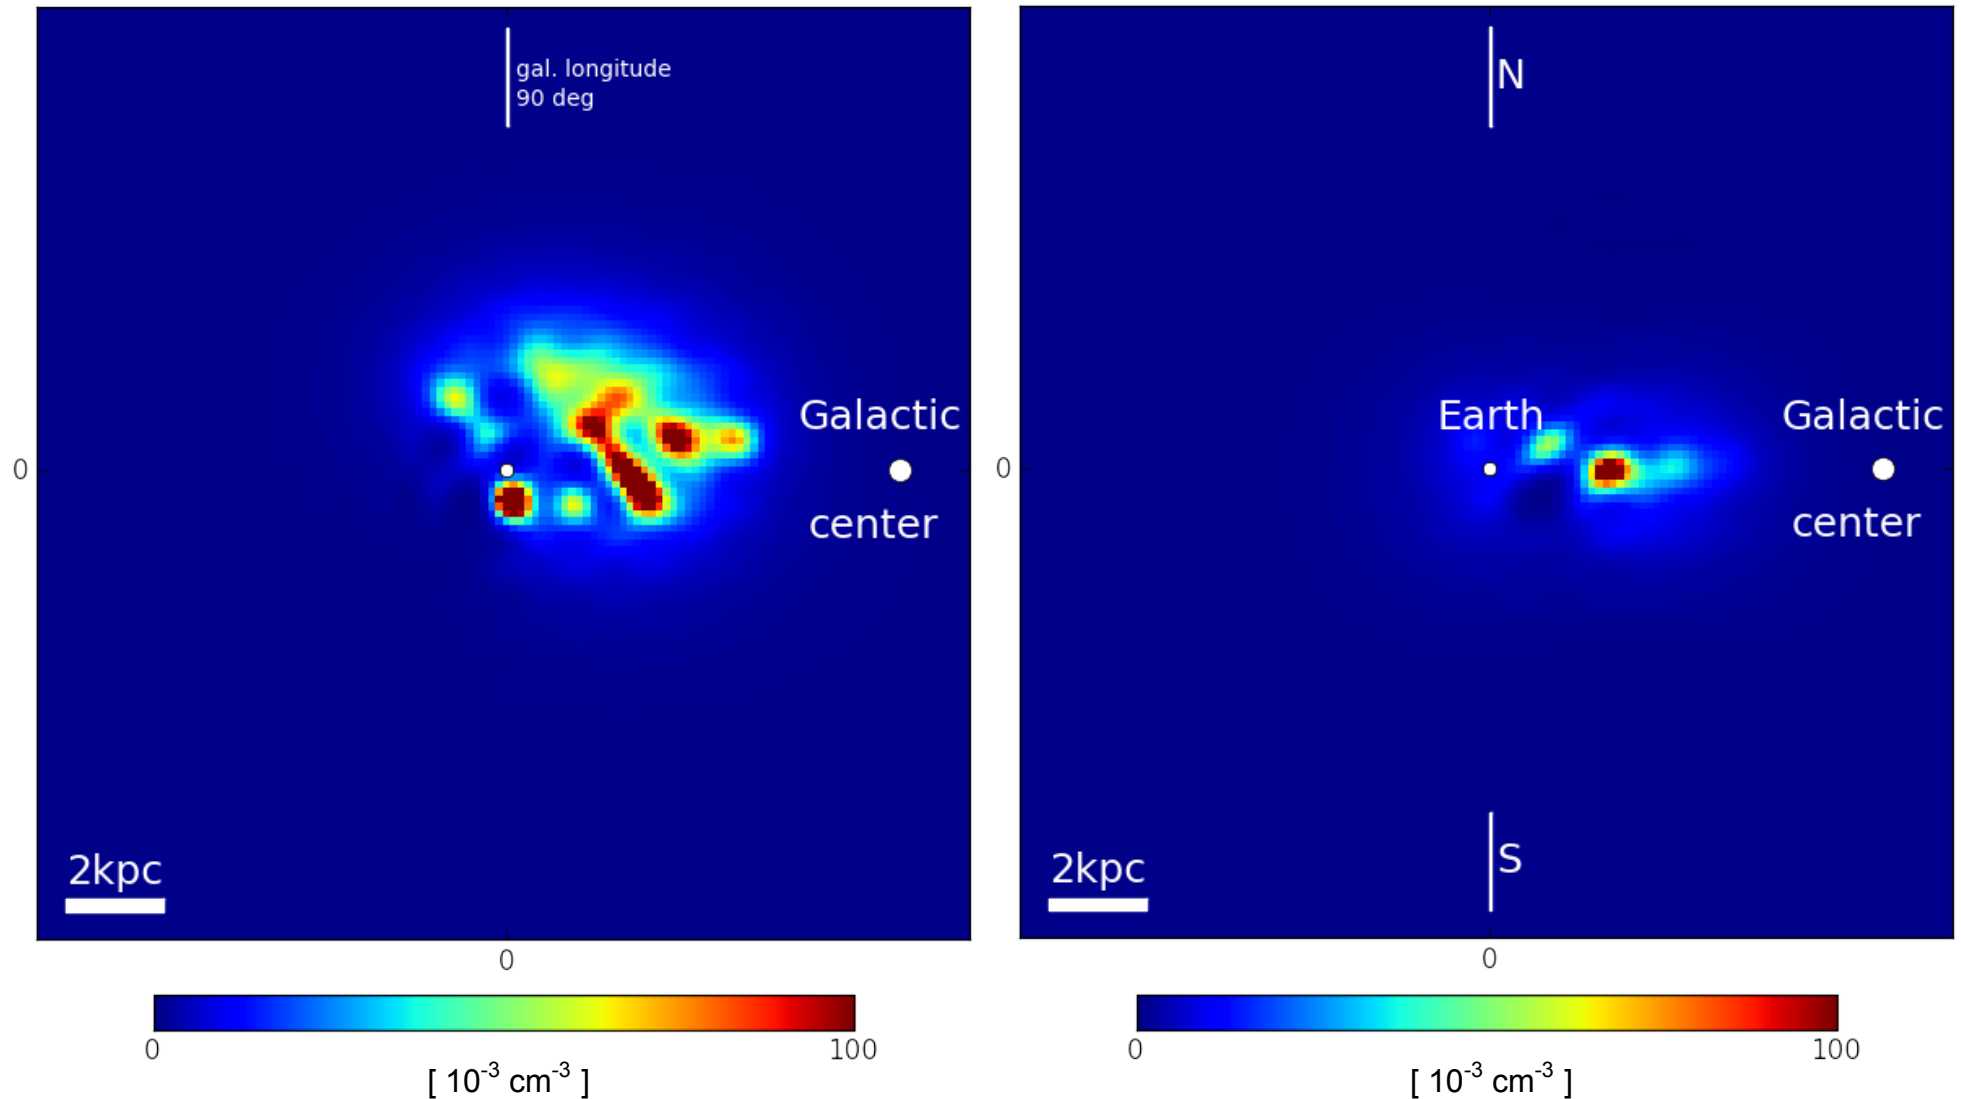 gal. longitude
90 deg
Galactic
center
0
2kpc
0
0
100
[ 10⁻³ cm⁻³ ]
N
Earth
Galactic
center
0
S
2kpc
0
0
100
[ 10⁻³ cm⁻³ ]